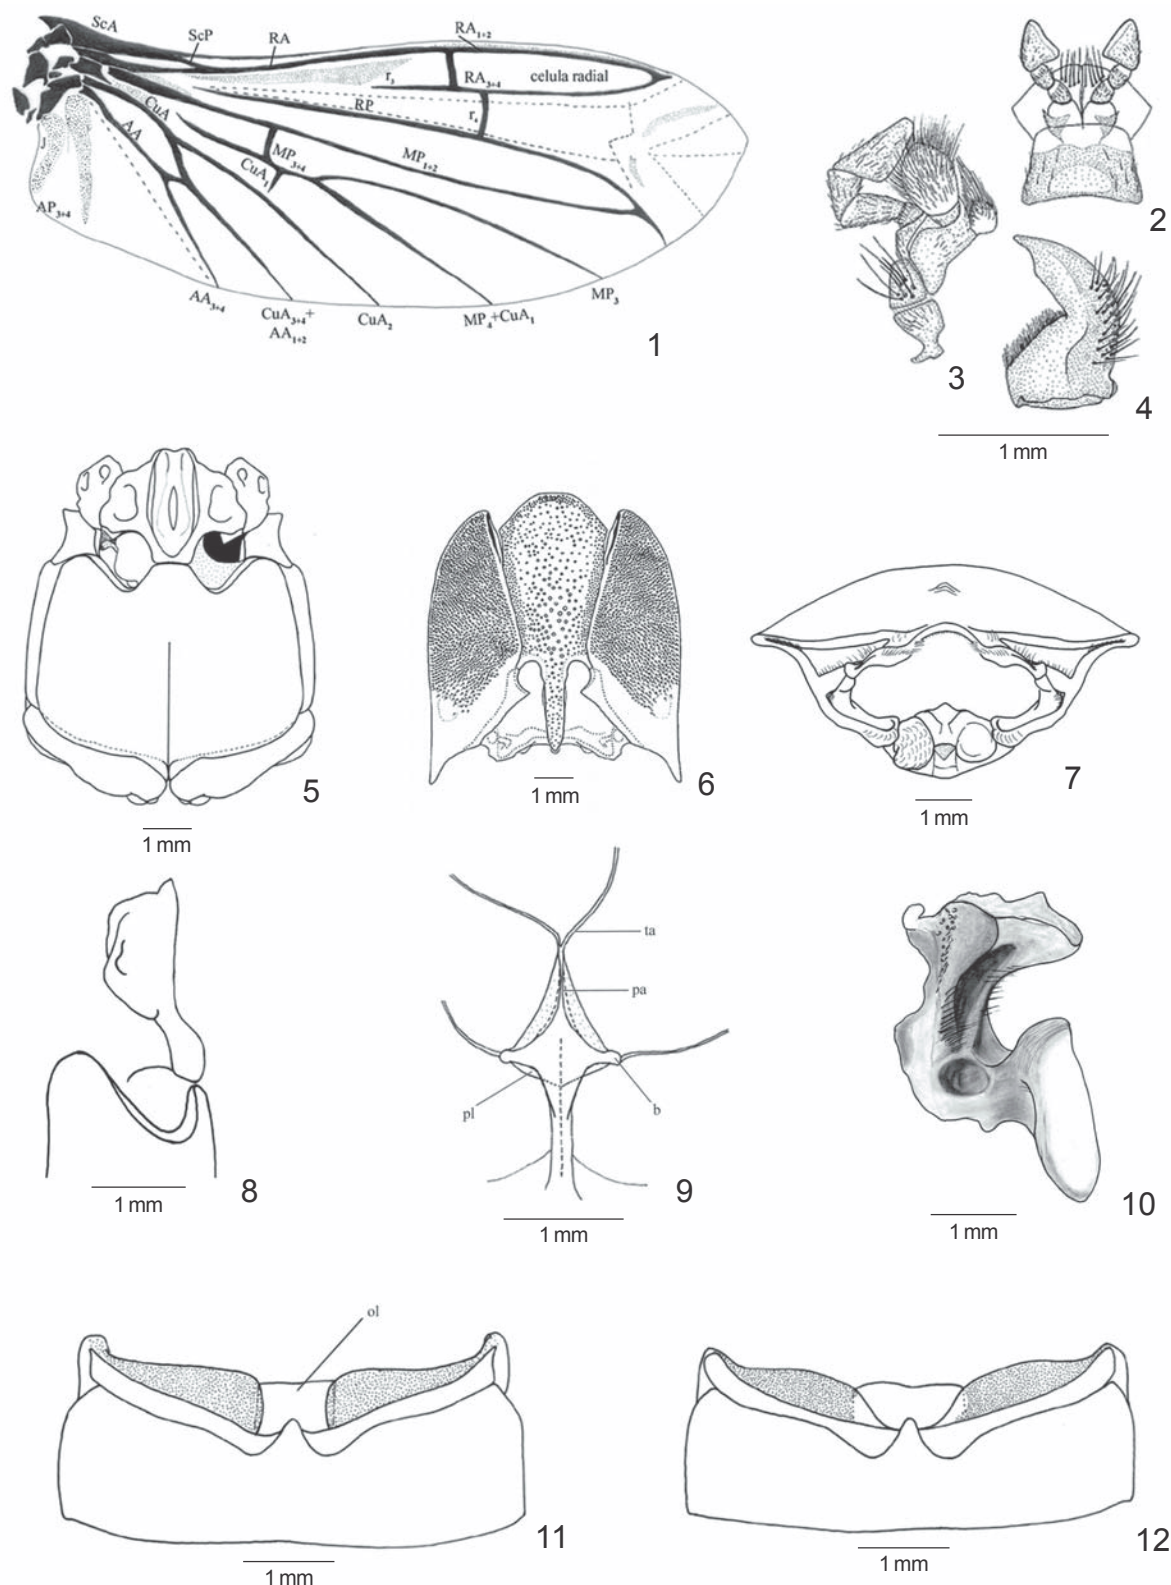 ScA
ScP
RA
RA1+2
r3
RA3+4
celula radial
RP
r4
CuA
AA
J
MP3+4
CuA1
MP1+2
AP3+4
AA3+4
CuA3+4+
AA1+2
CuA2
MP4+CuA1
MP3
1
2
3
4
1 mm
5
1 mm
6
1 mm
7
1 mm
8
1 mm
ta
pa
pl
b
9
1 mm
10
1 mm
ol
11
1 mm
12
1 mm